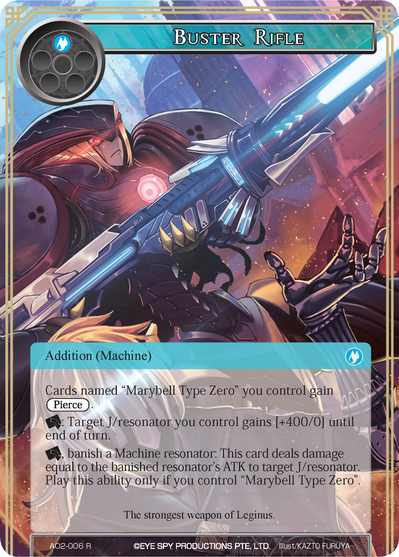 Buster Rifle
Addition (Machine)
Cards named “Marybell Type Zero” you control gain
Pierce.
: Target J/resonator you control gains [+400/0] until
end of turn.
, banish a Machine resonator: This card deals damage
equal to the banished resonator's ATK to target J/resonator.
Play this ability only if you control “Marybell Type Zero”.
The strongest weapon of Leginus.
A02-006 R ©EYE SPY PRODUCTIONS PTE. LTD. Illust/KAZTO FURUYA